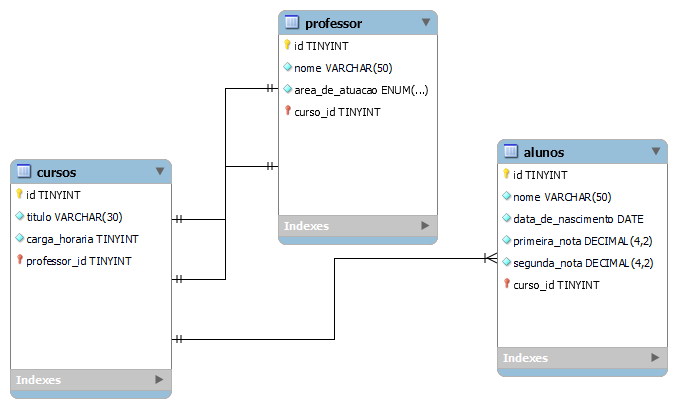 professor
id TINYINT
nome VARCHAR(50)
area_de_atuacao ENUM(...)
curso_id TINYINT
Indexes
cursos
id TINYINT
titulo VARCHAR(30)
carga_horaria TINYINT
professor_id TINYINT
Indexes
alunos
id TINYINT
nome VARCHAR(50)
data_de_nascimento DATE
primeira_nota DECIMAL(4,2)
segunda_nota DECIMAL(4,2)
curso_id TINYINT
Indexes